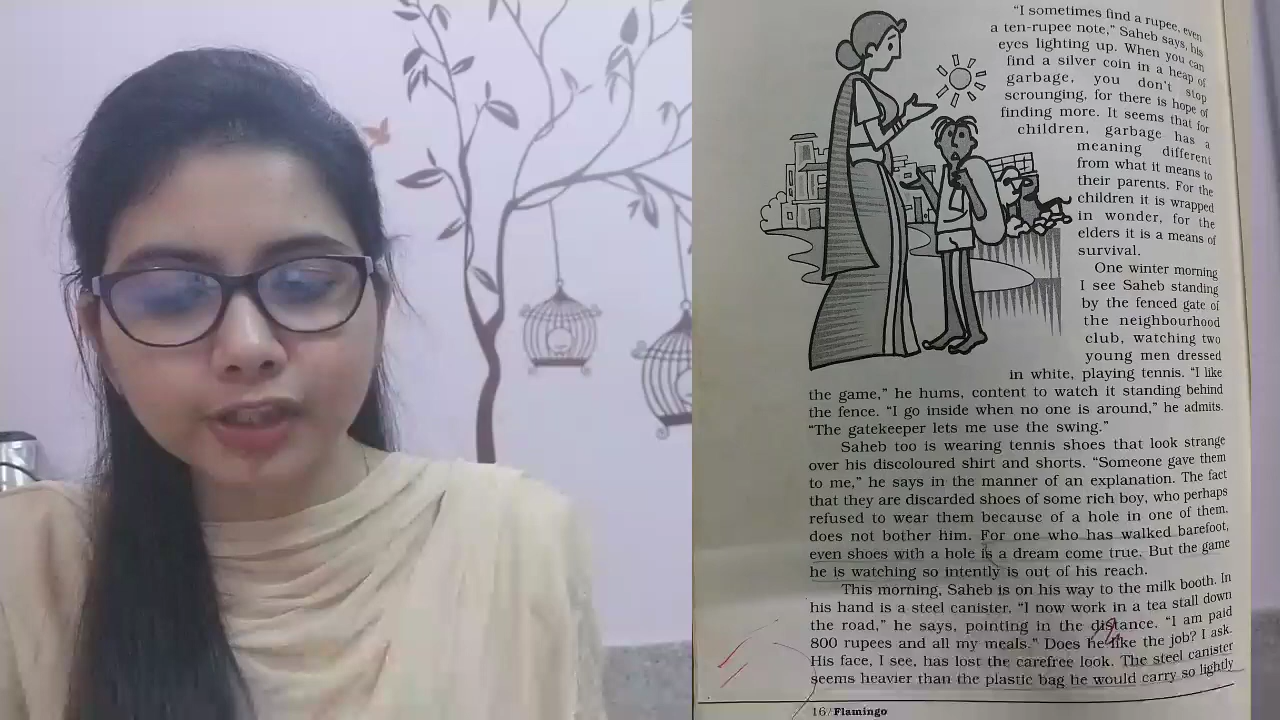 “I sometimes find a rupee, even
a ten-rupee note,” Saheb says, his
eyes lighting up. When you can
find a silver coin in a heap of
garbage, you don't stop
scrounging, for there is hope of
finding more. It seems that for
children, garbage has a
meaning different
from what it means to
their parents. For the
children it is wrapped
in wonder, for the
elders it is a means of
survival.
One winter morning
I see Saheb standing
by the fenced gate of
the neighbourhood
club, watching two
young men dressed
in white, playing tennis. “I like
the game,” he hums, content to watch it standing behind
the fence. “I go inside when no one is around,” he admits.
“The gatekeeper lets me use the swing.”
Saheb too is wearing tennis shoes that look strange
over his discoloured shirt and shorts. “Someone gave them
to me,” he says in the manner of an explanation. The fact
that they are discarded shoes of some rich boy, who perhaps
refused to wear them because of a hole in one of them,
does not bother him. For one who has walked barefoot,
even shoes with a hole is a dream come true. But the game
he is watching so intently is out of his reach.
This morning, Saheb is on his way to the milk booth. In
his hand is a steel canister. “I now work in a tea stall down
the road,” he says, pointing in the distance. “I am paid
800 rupees and all my meals.” Does he like the job? I ask.
His face, I see, has lost the carefree look. The steel canister
seems heavier than the plastic bag he would carry so lightly
16/Flamingo